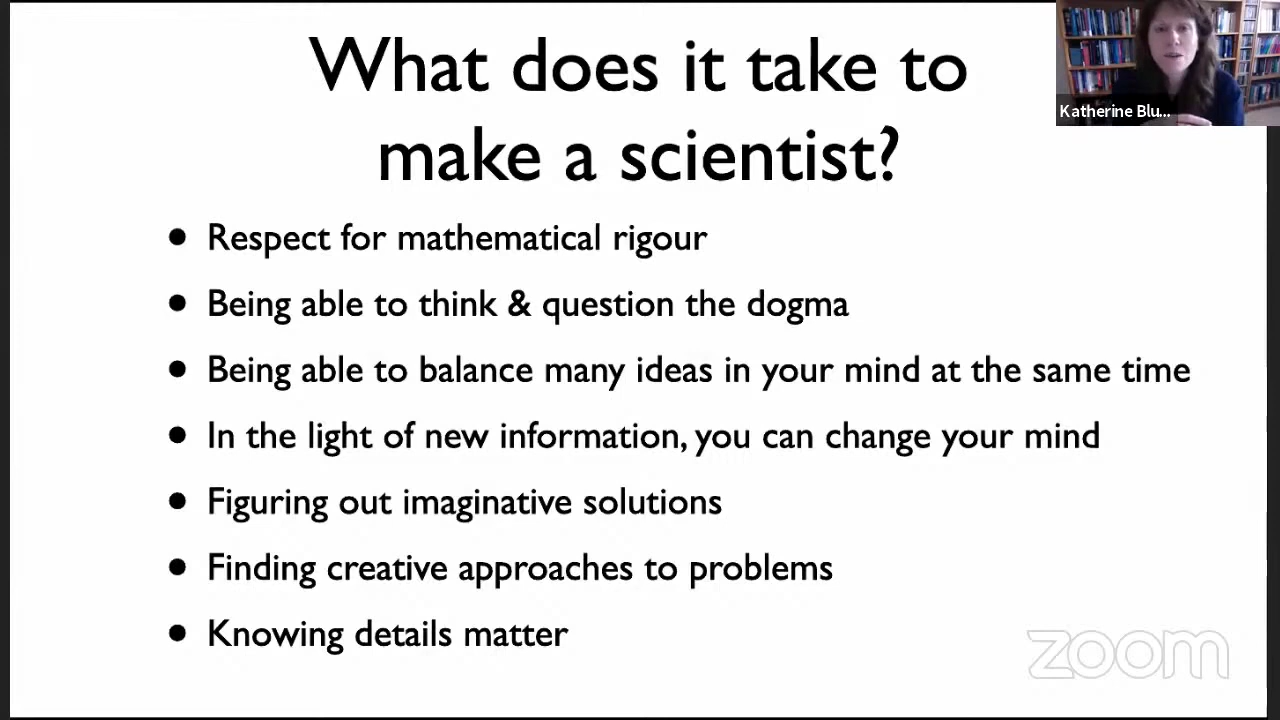 What does it take to
make a scientist?
Katherine Blu...
• Respect for mathematical rigour
• Being able to think & question the dogma
• Being able to balance many ideas in your mind at the same time
• In the light of new information, you can change your mind
• Figuring out imaginative solutions
• Finding creative approaches to problems
• Knowing details matter
zoom